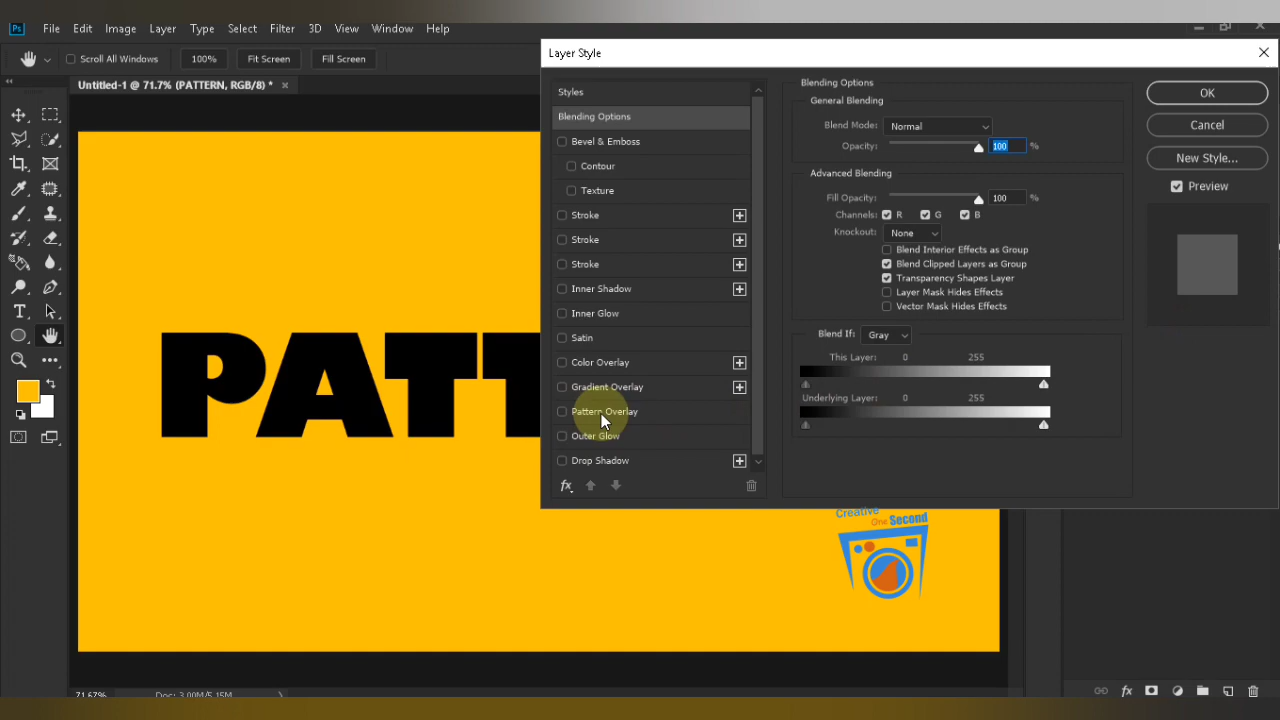 Ps File Edit Image Layer Type Select Filter 3D View Window Help
Scroll All Windows 100% Fit Screen Fill Screen
Untitled-1 @ 71.7% (PATTERN, RGB/8) *
Layer Style
Styles
Blending Options
Bevel & Emboss
Contour
Texture
Stroke
Stroke
Stroke
Inner Shadow
Inner Glow
Satin
Color Overlay
Gradient Overlay
Pattern Overlay
Outer Glow
Drop Shadow
fx
Blending Options
General Blending
Blend Mode: Normal
Opacity: 100 %
Advanced Blending
Fill Opacity: 100 %
Channels: R G B
Knockout: None
Blend Interior Effects as Group
Blend Clipped Layers as Group
Transparency Shapes Layer
Layer Mask Hides Effects
Vector Mask Hides Effects
Blend If: Gray
This Layer: 0 255
Underlying Layer: 0 255
OK
Cancel
New Style...
Preview
PATT
Creative
One Second
71.67% Doc: 3.00M/5.15M
fx